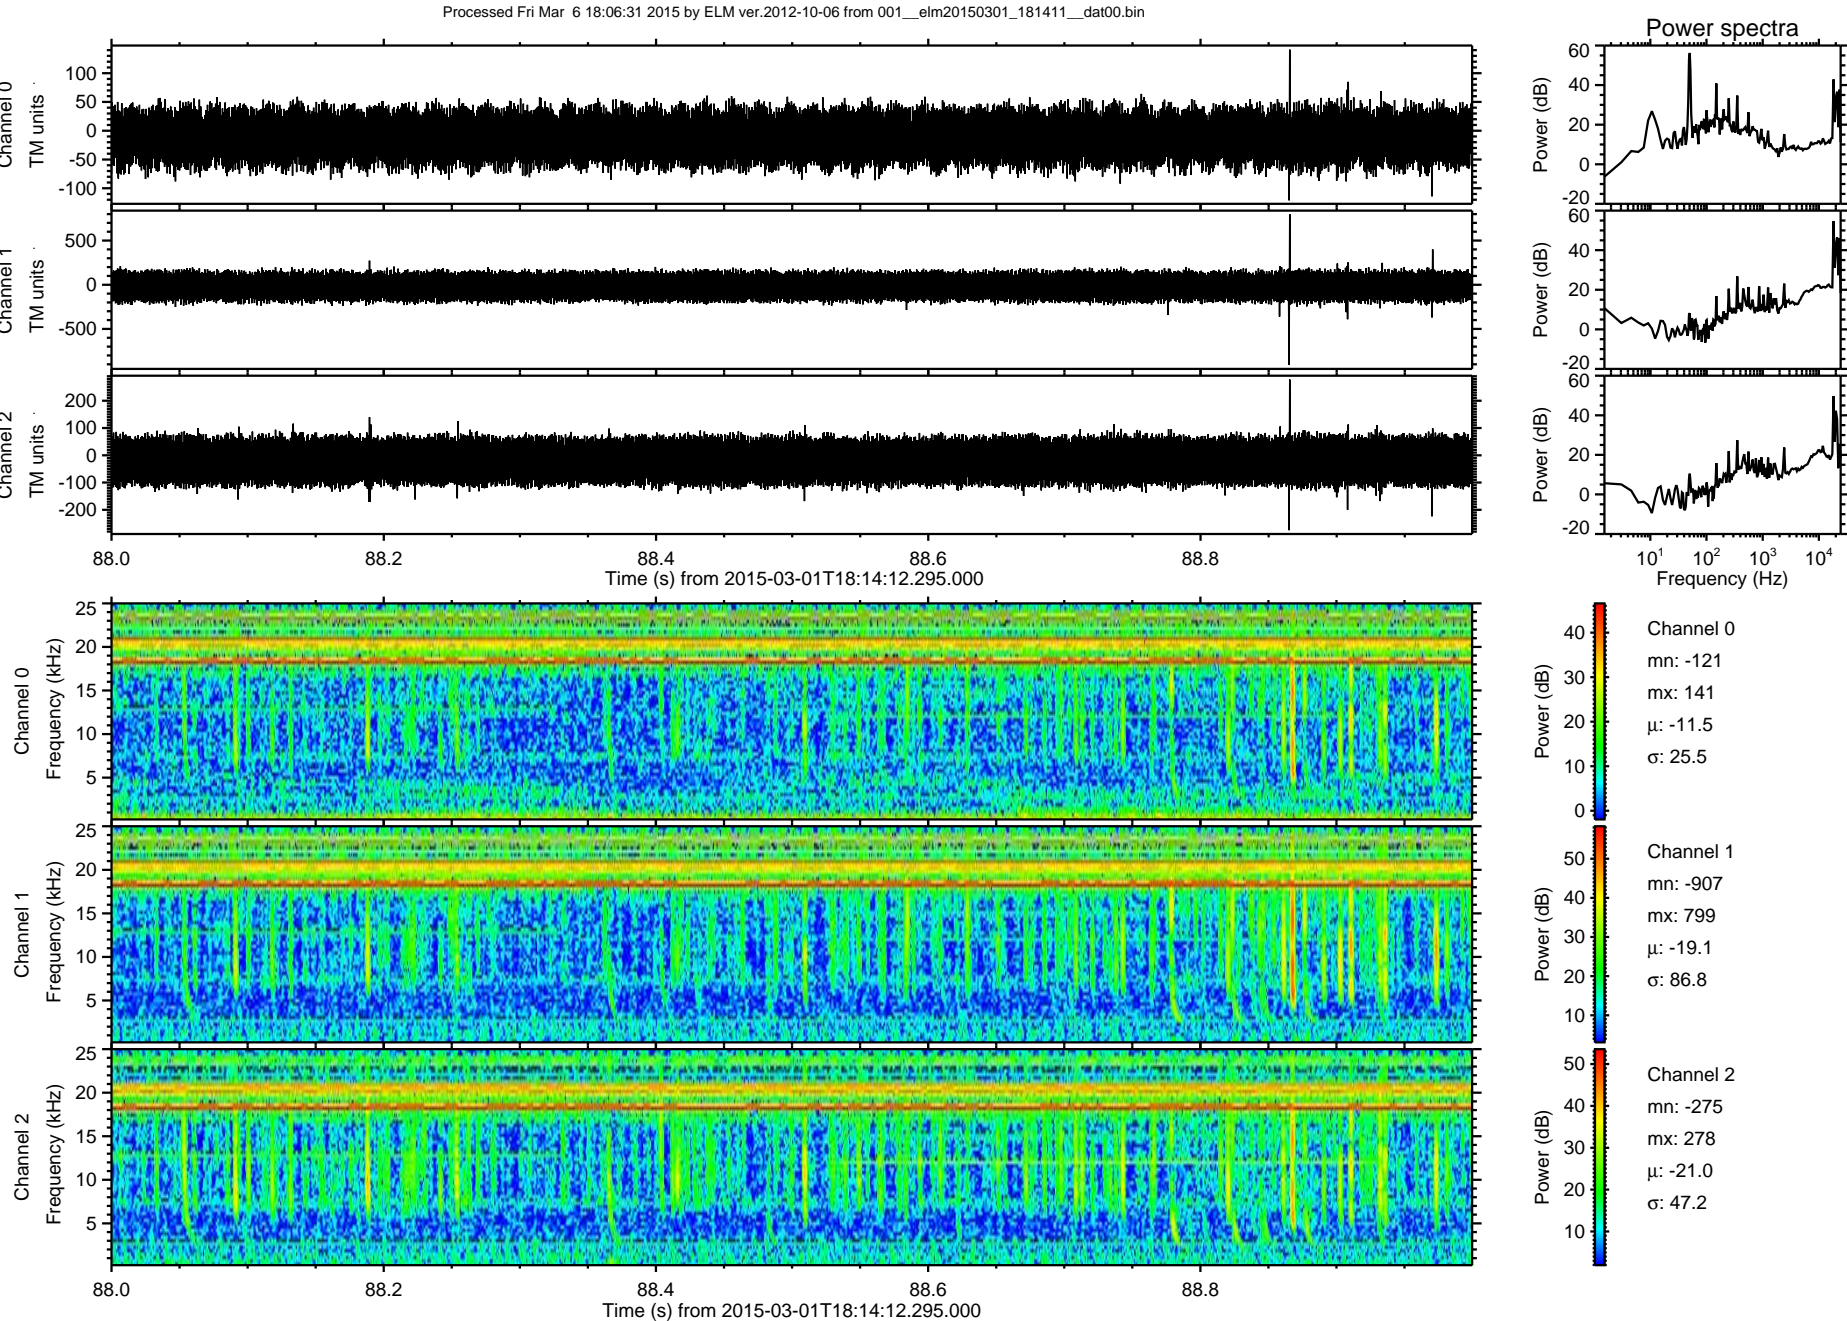 Processed Fri Mar  6 18:06:31 2015 by ELM ver.2012-10-06 from 001__elm20150301_181411__dat00.bin
Power spectra
Channel 0
TM units
100
50
0
-50
-100
Power (dB)
60
40
20
0
-20
Channel 1
TM units
500
0
-500
Power (dB)
60
40
20
0
-20
Channel 2
TM units
200
100
0
-100
-200
Power (dB)
60
40
20
0
-20
88.0 88.2 88.4 88.6 88.8
Time (s) from 2015-03-01T18:14:12.295.000
10¹ 10² 10³ 10⁴
Frequency (Hz)
Channel 0
Frequency (kHz)
25
20
15
10
5
Power (dB)
40
30
20
10
0
Channel 0
mn: -121
mx: 141
μ: -11.5
σ: 25.5
Channel 1
Frequency (kHz)
25
20
15
10
5
Power (dB)
50
40
30
20
10
Channel 1
mn: -907
mx: 799
μ: -19.1
σ: 86.8
Channel 2
Frequency (kHz)
25
20
15
10
5
Power (dB)
50
40
30
20
10
Channel 2
mn: -275
mx: 278
μ: -21.0
σ: 47.2
88.0 88.2 88.4 88.6 88.8
Time (s) from 2015-03-01T18:14:12.295.000